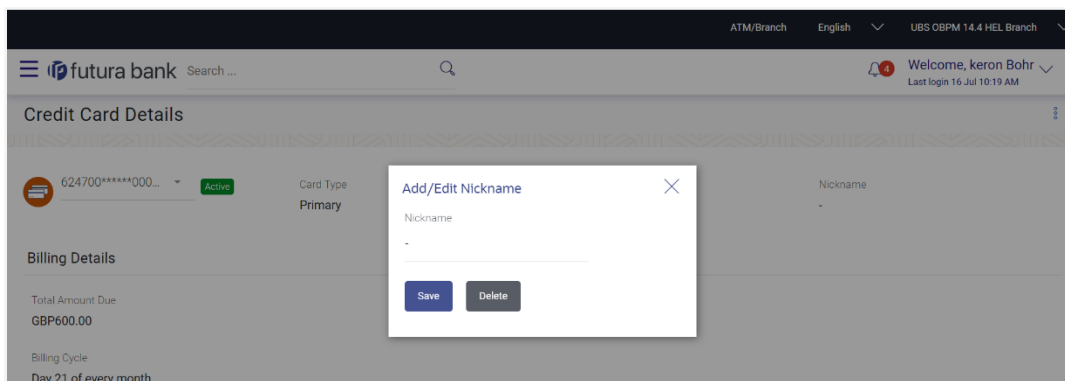 ATM/Branch English UBS OBPM 14.4 HEL Branch
futura bank Search ... 4 Welcome, keron Bohr
Last login 16 Jul 10:19 AM
Credit Card Details
624700******000... Active
Card Type
Primary
Add/Edit Nickname
Nickname
-
Save Delete
Nickname
-
Billing Details
Total Amount Due
GBP600.00
Billing Cycle
Day 21 of every month